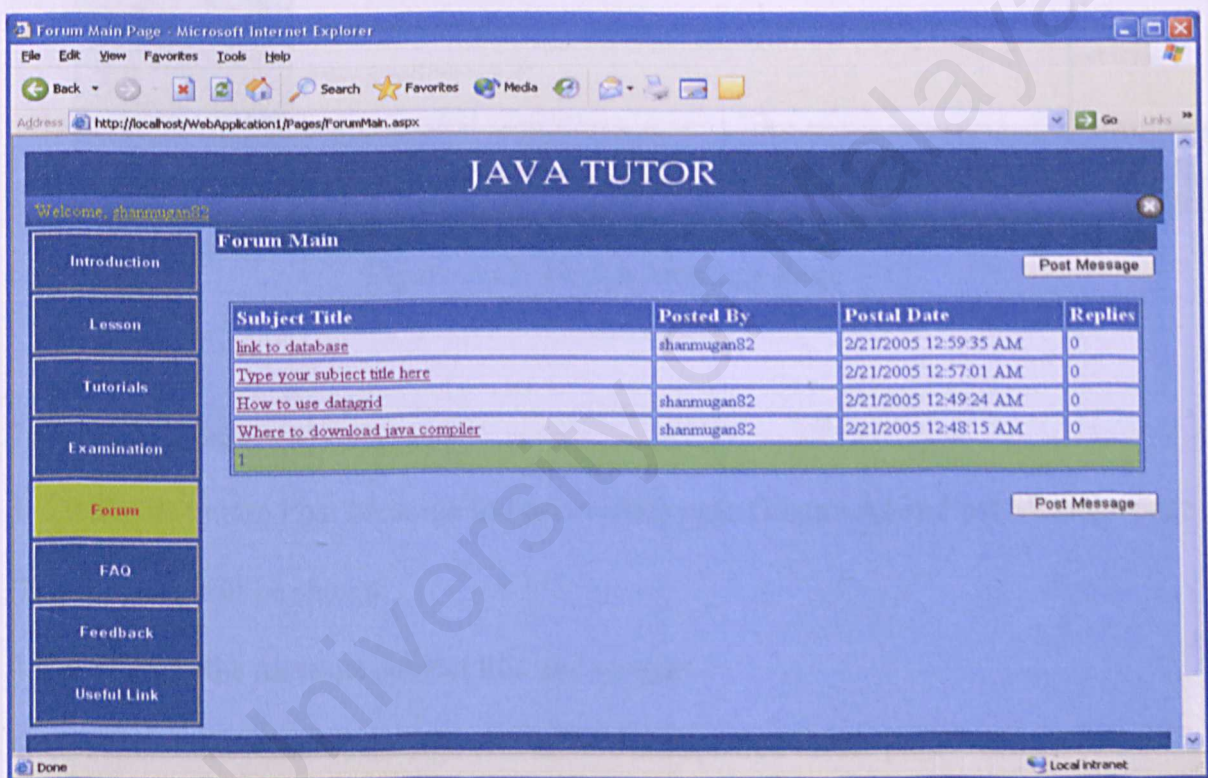 Forum Main Page - Microsoft Internet Explorer
File Edit View Favorites Tools Help
Back Search Favorites Media
Address http://localhost/WebApplication1/Pages/ForumMain.aspx Go Links »
JAVA TUTOR
Welcome, shanmugan82
Introduction
Lesson
Tutorials
Examination
Forum
FAQ
Feedback
Useful Link
Forum Main
Post Message
Subject Title Posted By Postal Date Replies
link to database shanmugan82 2/21/2005 12:59:35 AM 0
Type your subject title here 2/21/2005 12:57:01 AM 0
How to use datagrid shanmugan82 2/21/2005 12:49:24 AM 0
Where to download java compiler shanmugan82 2/21/2005 12:48:15 AM 0
1
Post Message
Done Local intranet
University of Malaya